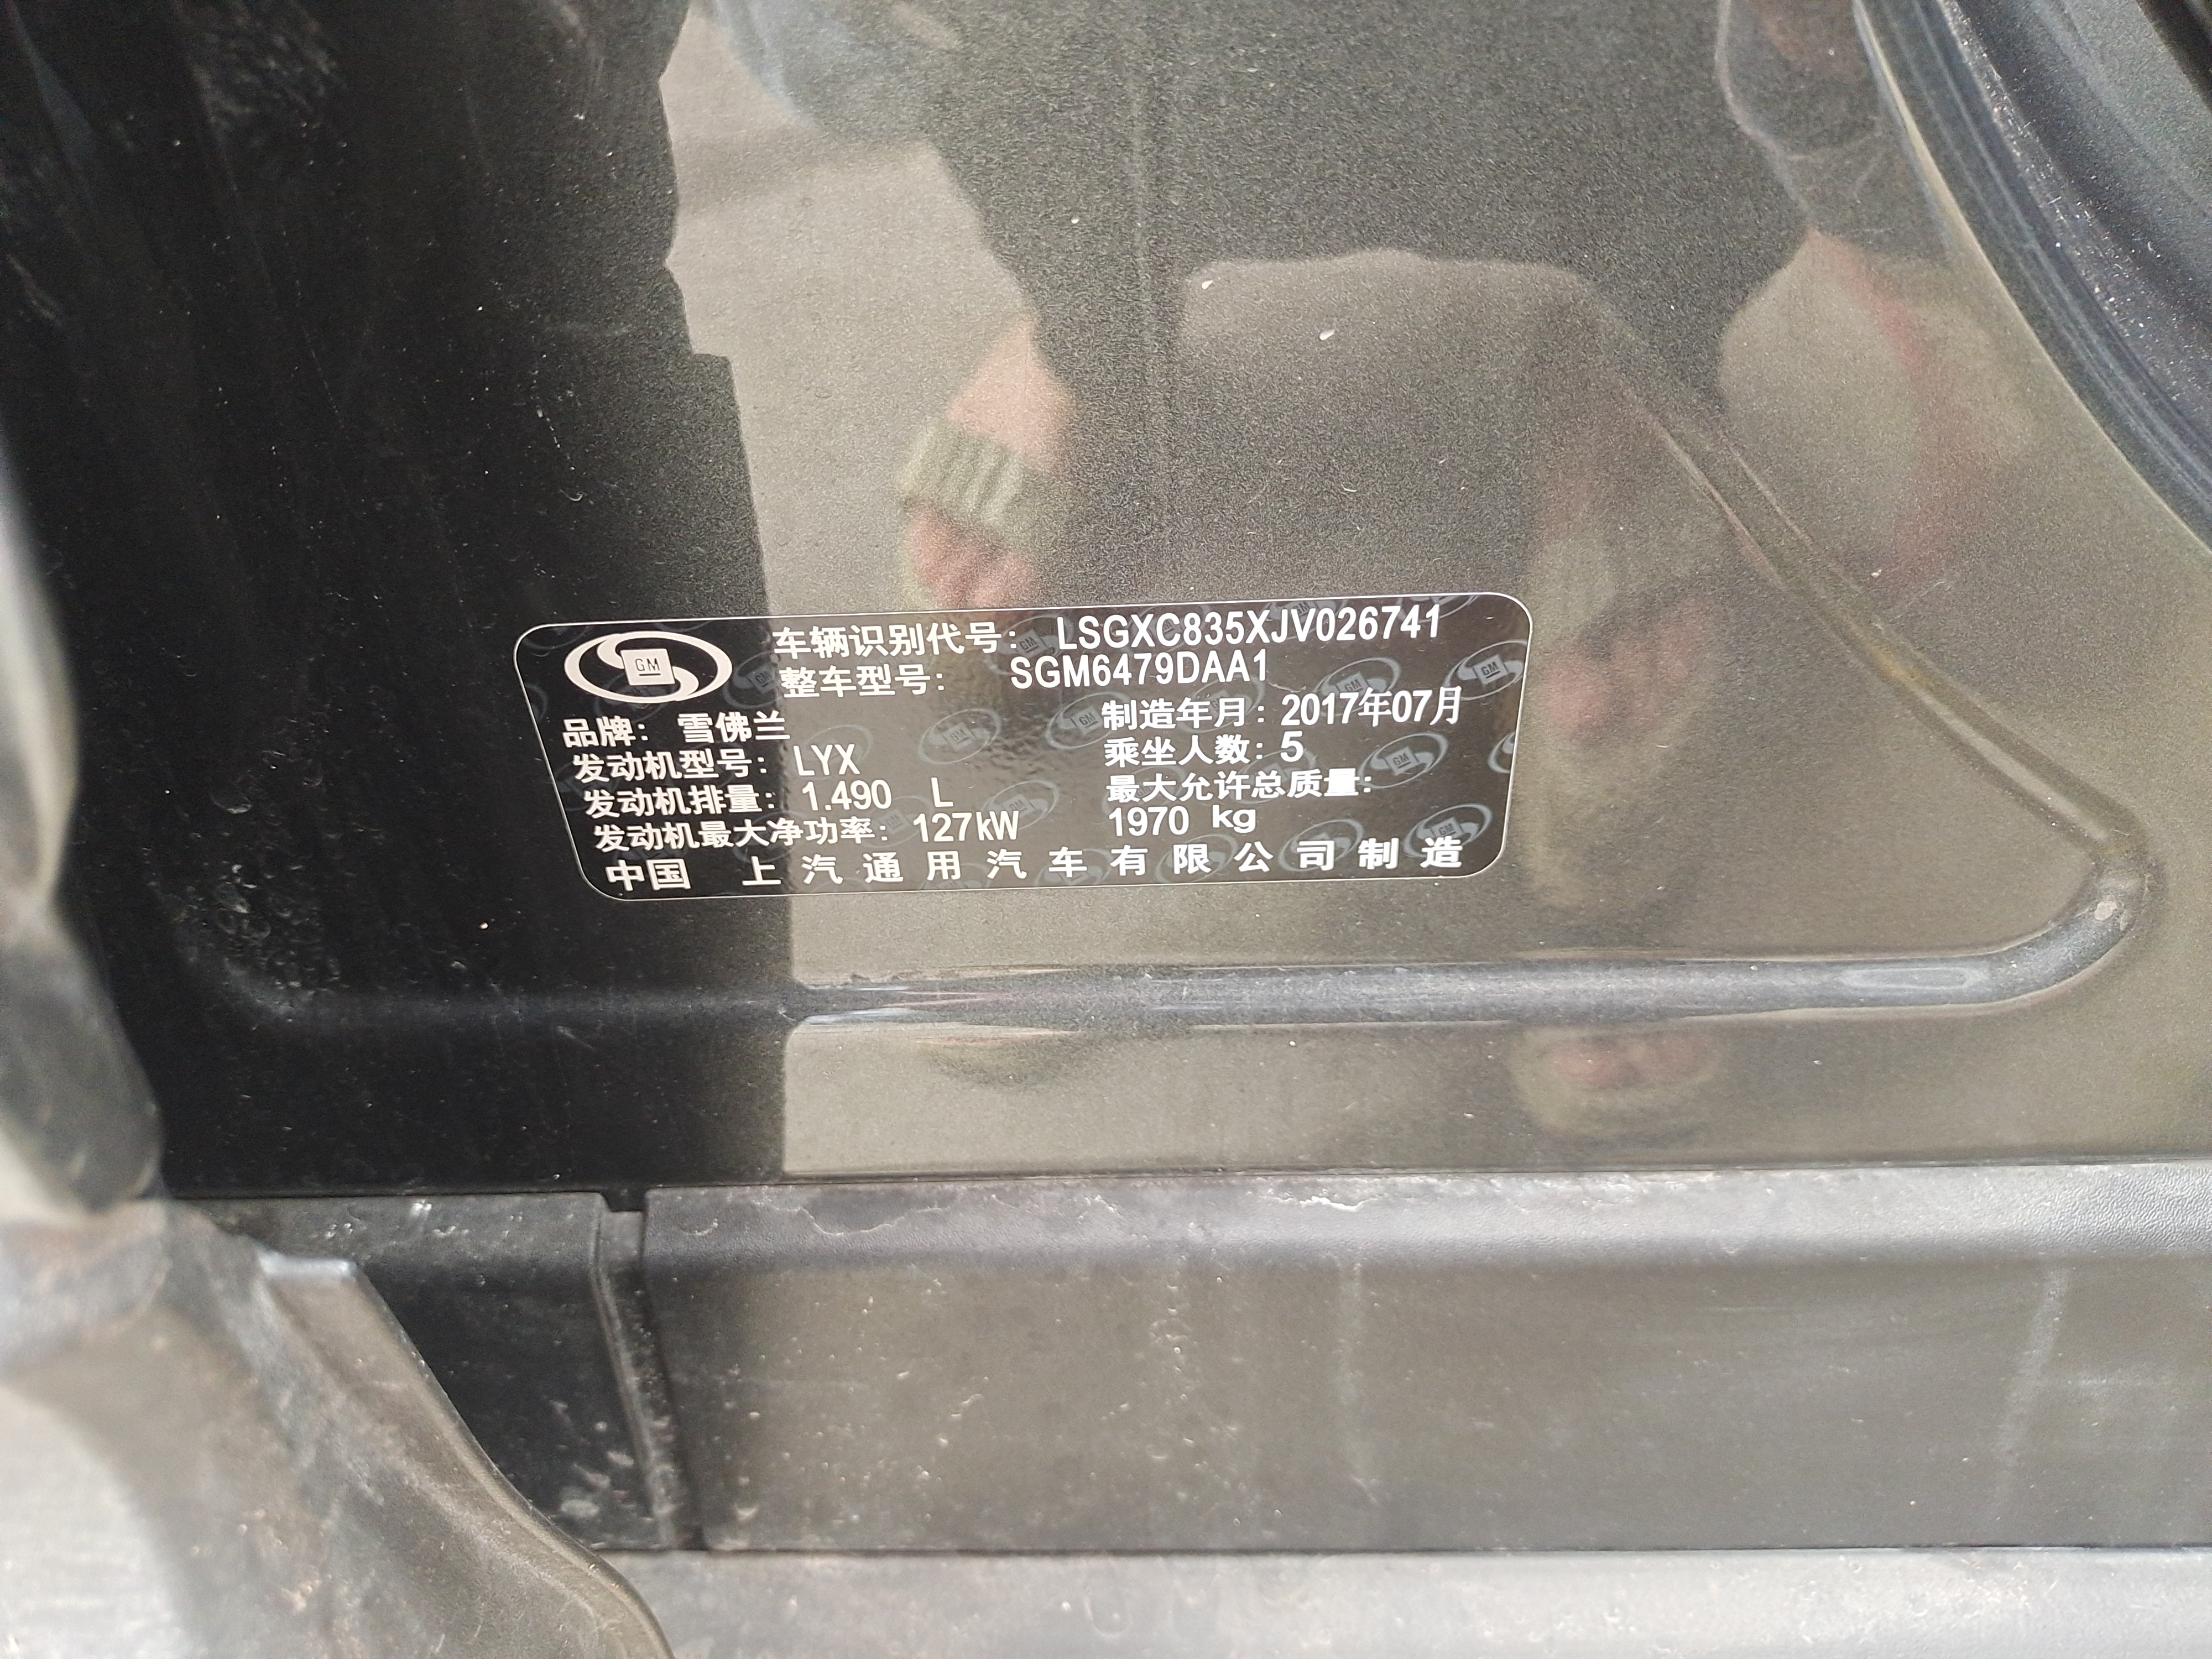 GM
车辆识别代号: LSGXC835XJV026741
整车型号: SGM6479DAA1
品牌: 雪佛兰
制造年月: 2017年07月
发动机型号: LYX
乘坐人数: 5
发动机排量: 1.490 L
最大允许总质量:
发动机最大净功率: 127kW
1970 kg
中国 上汽通用汽车有限公司制造